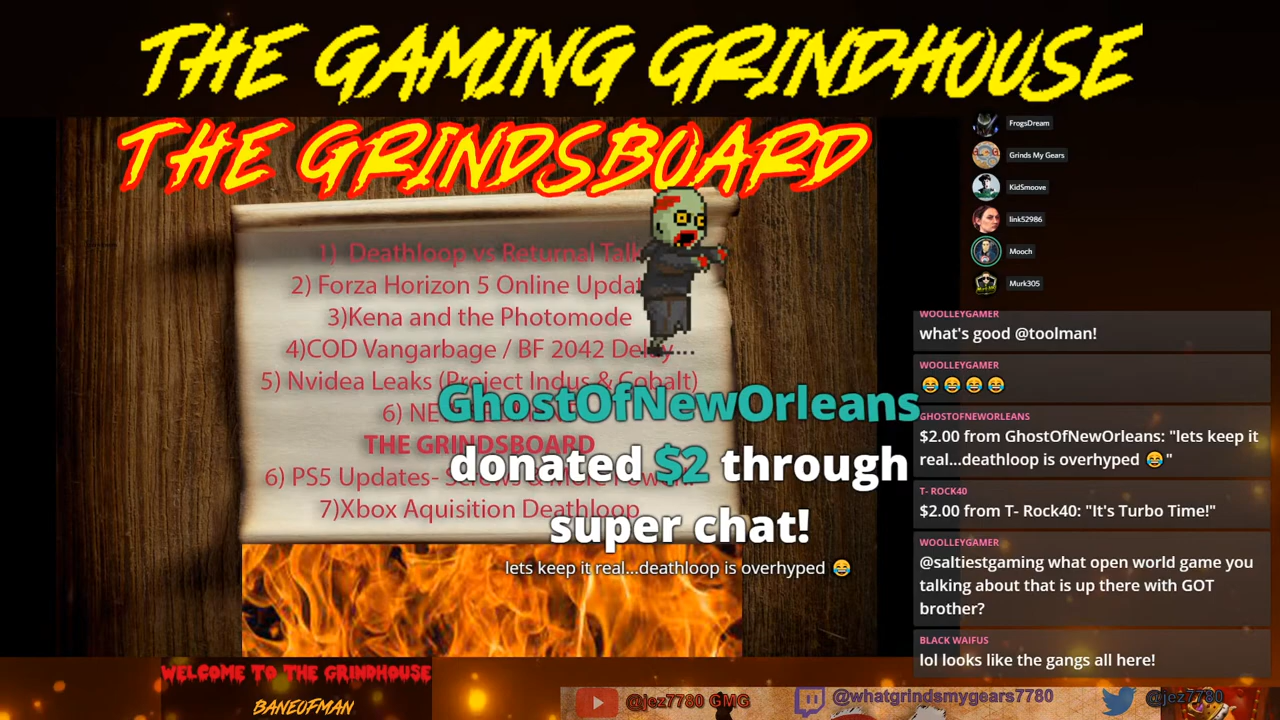 THE GAMING GRINDHOUSE
THE GRINDSBOARD
1) Deathloop vs Returnal Talk
2) Forza Horizon 5 Online Updat
3)Kena and the Photomode
4)COD Vangarbage / BF 2042 Delay
5) Nvidea Leaks (Project Indus & Cobalt)
6)
THE GRINDSBOARD
6) PS5 Updates-
7)Xbox Aquisition Deathloop
GhostOfNewOrleans
donated $2 through
super chat!
lets keep it real...deathloop is overhyped 😂
FrogsDream
Grinds My Gears
KidSmoove
link52986
Mooch
Murk305
WOOLLEYGAMER
what's good @toolman!
WOOLLEYGAMER
😂 😂 😂 😂
GHOSTOFNEWORLEANS
$2.00 from GhostOfNewOrleans: "lets keep it
real...deathloop is overhyped 😂 "
T- ROCK40
$2.00 from T- Rock40: "It's Turbo Time!"
WOOLLEYGAMER
@saltiestgaming what open world game you
talking about that is up there with GOT
brother?
BLACK WAIFUS
lol looks like the gangs all here!
WELCOME TO THE GRINDHOUSE
BANEOFMAN
@jez7780 GMG
@whatgrindsmygears7780
@jez7780